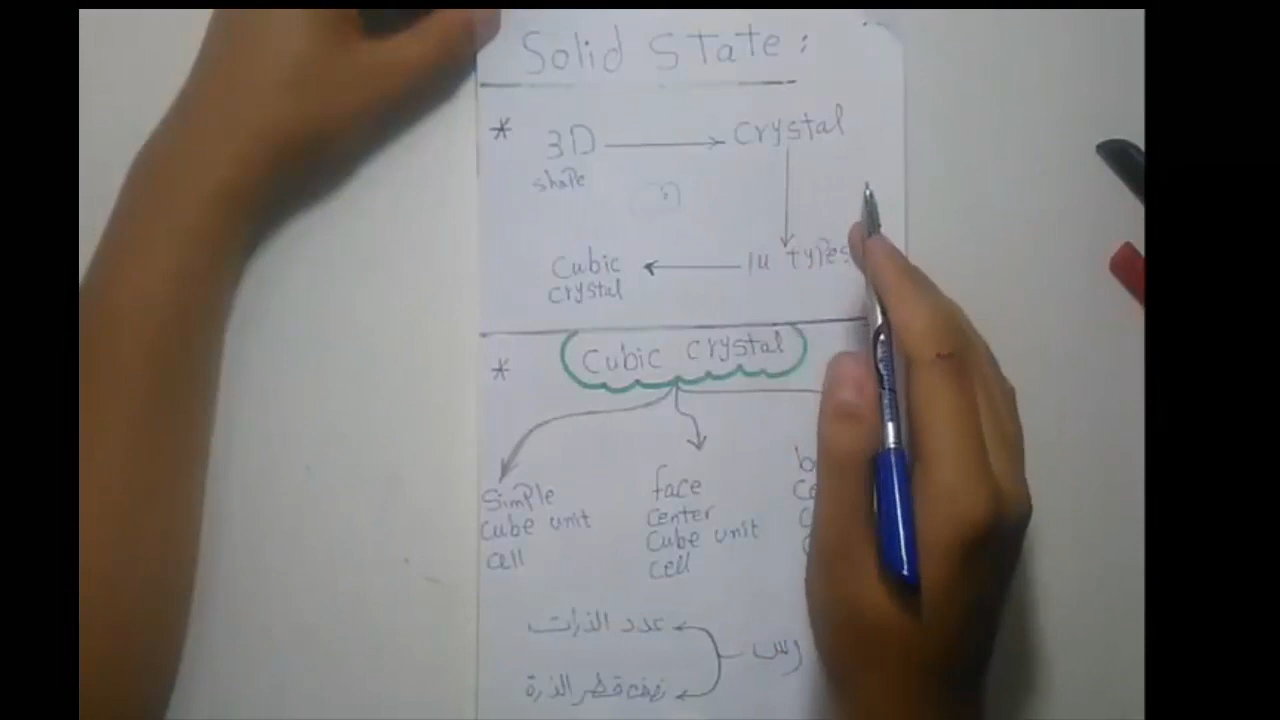 Solid State:
* 3D shape → Crystal
14 types → Cubic crystal
* Cubic crystal
Simple cube unit cell
face center cube unit cell
عدد الذرات
نصف قطر الذرة